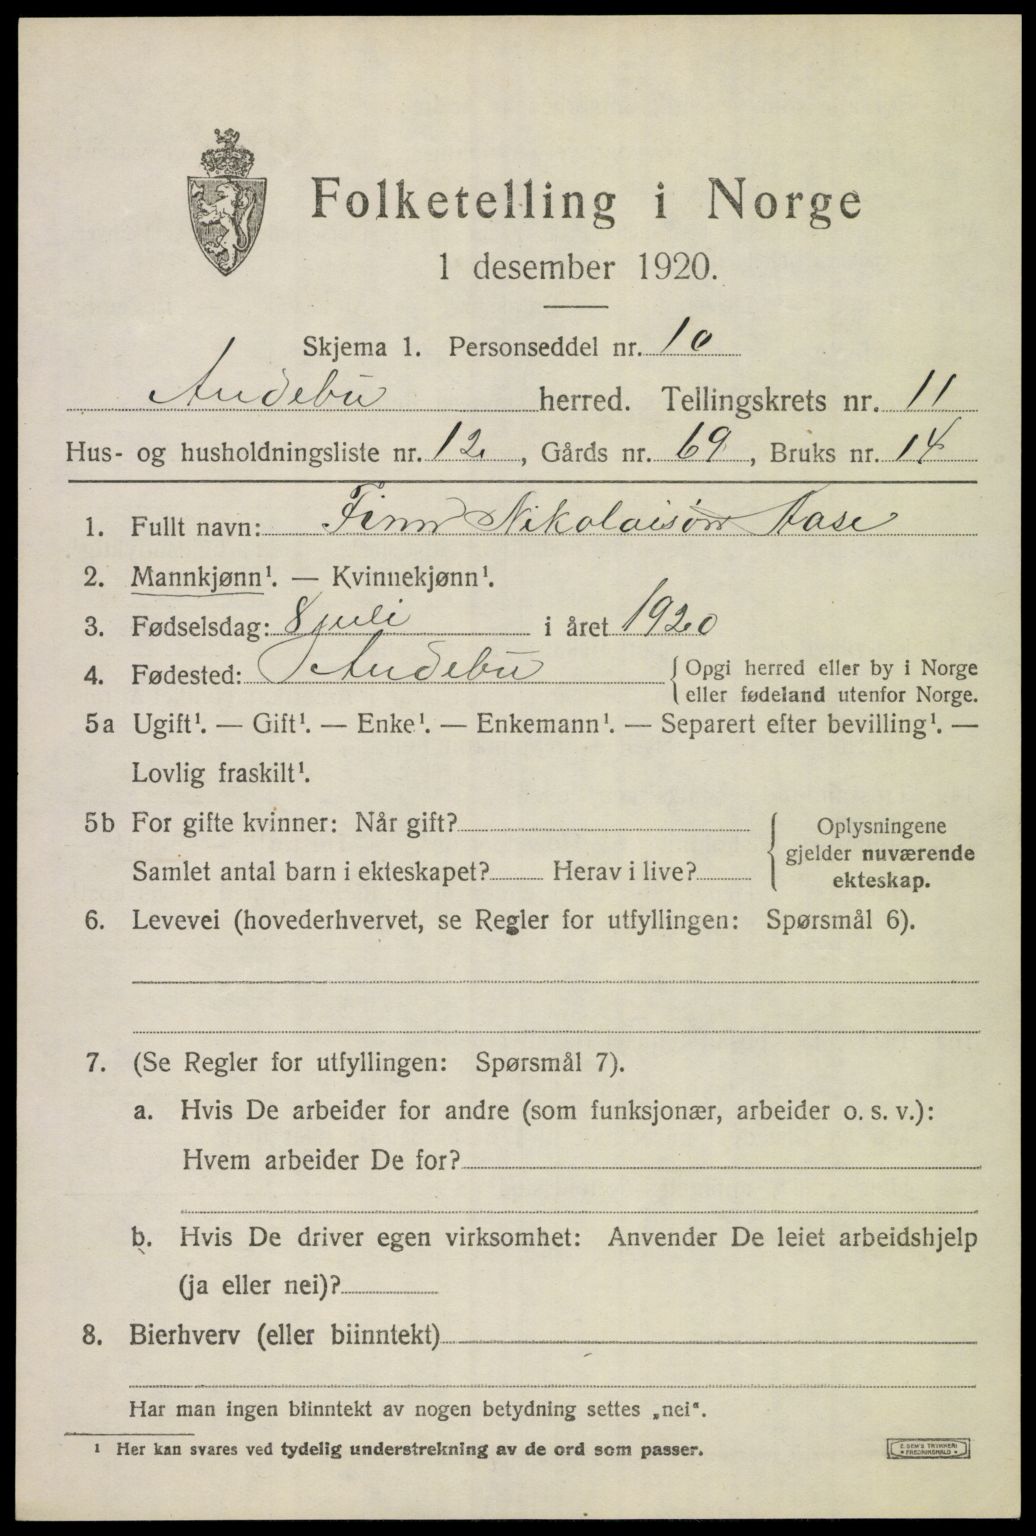 Folketelling i Norge
1 desember 1920.
Skjema 1. Personseddel nr. 10
Andebu herred. Tellingskrets nr. 11
Hus- og husholdningsliste nr. 12, Gårds nr. 69, Bruks nr. 14
1. Fullt navn: Finn Nikolaisøn Aase
2. Mannkjønn¹. — Kvinnekjønn¹.
3. Fødselsdag: 8 juli i året 1920
4. Fødested: Andebu {Opgi herred eller by i Norge
eller fødeland utenfor Norge.
5a Ugift¹. — Gift¹. — Enke¹. — Enkemann¹. — Separert efter bevilling¹. —
Lovlig fraskilt¹.
5b For gifte kvinner: Når gift?
Samlet antal barn i ekteskapet? Herav i live?
{Oplysningene
gjelder nuværende
ekteskap.
6. Levevei (hovederhvervet, se Regler for utfyllingen: Spørsmål 6).
7. (Se Regler for utfyllingen: Spørsmål 7).
a. Hvis De arbeider for andre (som funksjonær, arbeider o. s. v.):
Hvem arbeider De for?
b. Hvis De driver egen virksomhet: Anvender De leiet arbeidshjelp
(ja eller nei)?
8. Bierhverv (eller biinntekt)
Har man ingen biinntekt av nogen betydning settes „nei“.
¹ Her kan svares ved tydelig understrekning av de ord som passer.
E. SEM'S TRYKKERI
• FREDRIKSHALD •